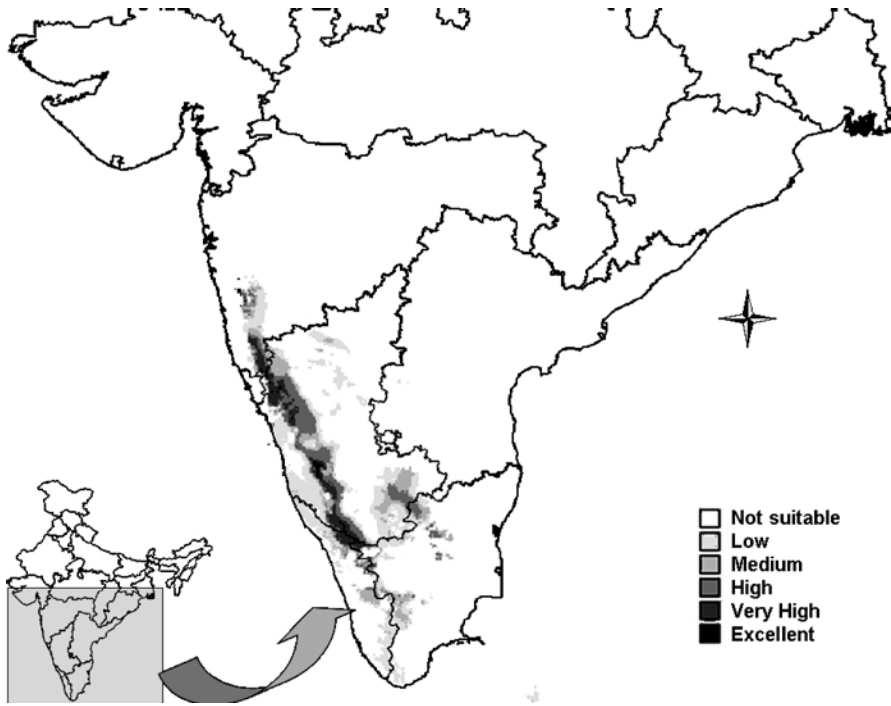 Not suitable
Low
Medium
High
Very High
Excellent